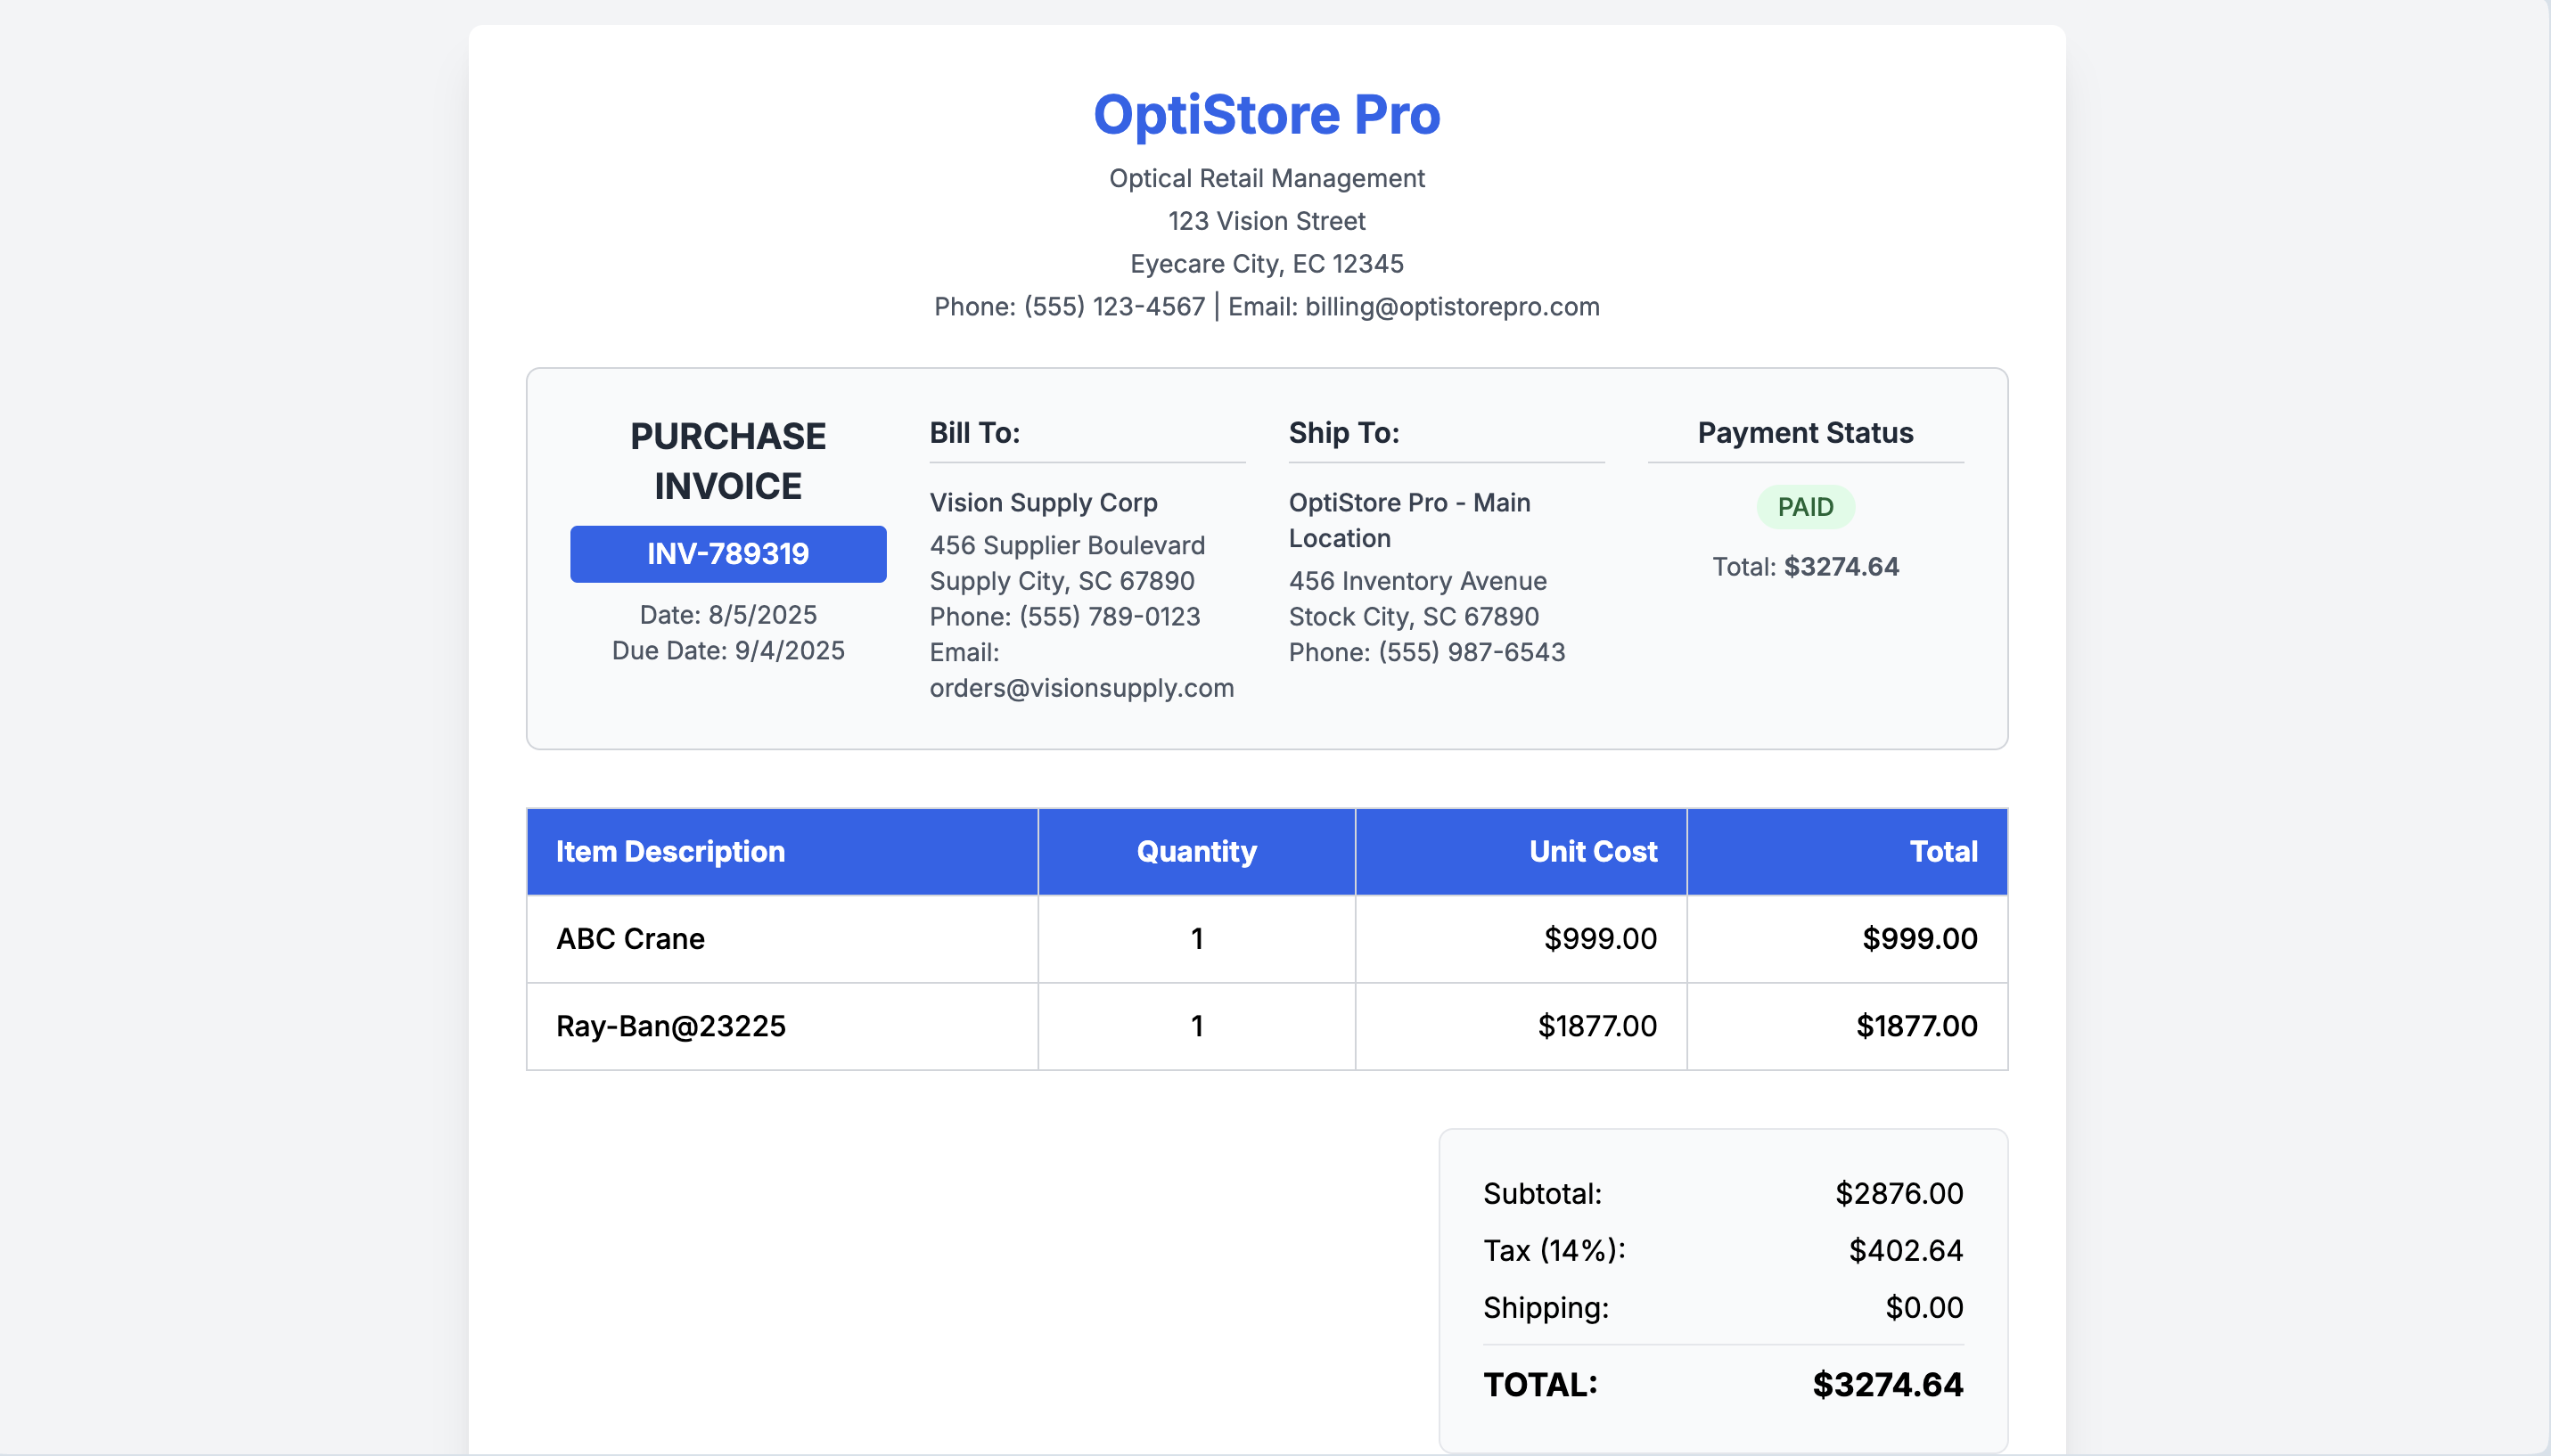 OptiStore Pro
Optical Retail Management
123 Vision Street
Eyecare City, EC 12345
Phone: (555) 123-4567 | Email: billing@optistorepro.com
PURCHASE
INVOICE
INV-789319
Date: 8/5/2025
Due Date: 9/4/2025
Bill To:
Vision Supply Corp
456 Supplier Boulevard
Supply City, SC 67890
Phone: (555) 789-0123
Email:
orders@visionsupply.com
Ship To:
OptiStore Pro - Main
Location
456 Inventory Avenue
Stock City, SC 67890
Phone: (555) 987-6543
Payment Status
PAID
Total: $3274.64
Item Description Quantity Unit Cost Total
ABC Crane 1 $999.00 $999.00
Ray-Ban@23225 1 $1877.00 $1877.00
Subtotal: $2876.00
Tax (14%): $402.64
Shipping: $0.00
TOTAL: $3274.64